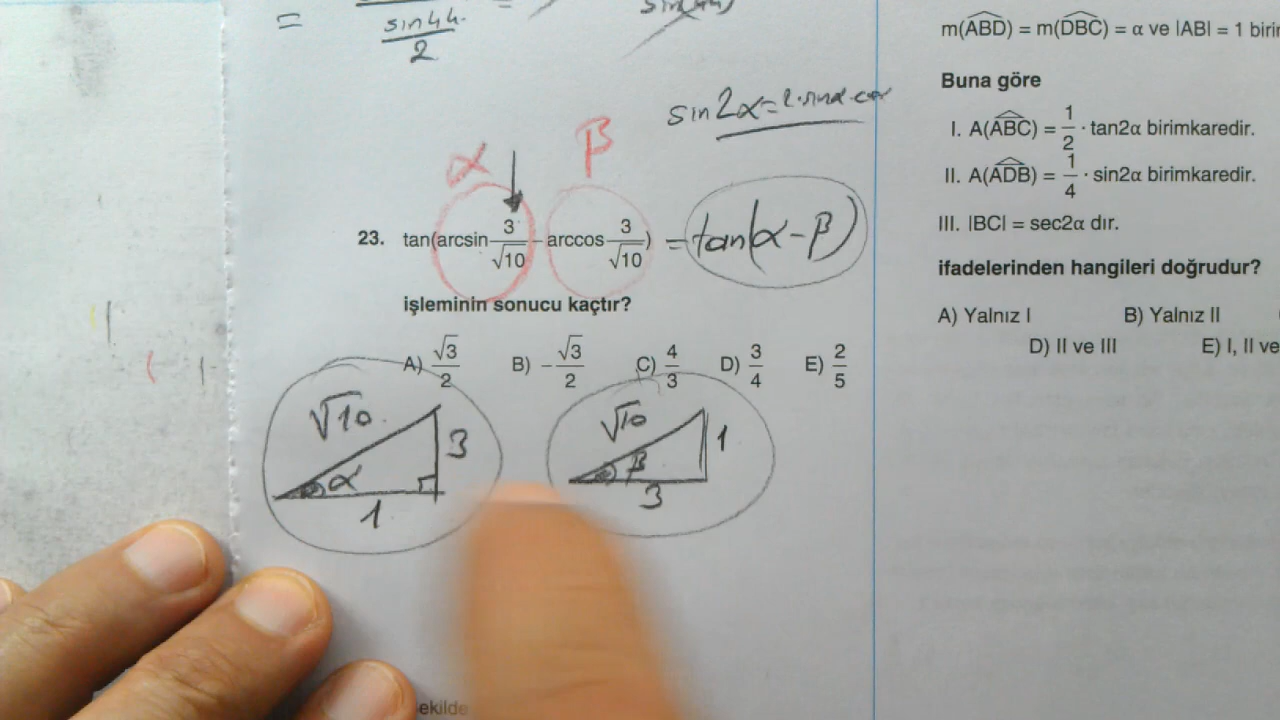 =
sin44
2
sin2α=2·sinα·cosα
α
β
23. tan(arcsin 3/√10 − arccos 3/√10) = tan(α − β)
işleminin sonucu kaçtır?
A) √3/2 B) −√3/2 C) 4/3 D) 3/4 E) 2/5
√10
3
α
1
√10
1
β
3
ekilde
m(ABD) = m(DBC) = α ve |AB| = 1
Buna göre
I. A(ABC) = 1/2 · tan2α birimkaredir.
II. A(ADB) = 1/4 · sin2α birimkaredir.
III. |BC| = sec2α dır.
ifadelerinden hangileri doğrudur?
A) Yalnız I B) Yalnız II
D) II ve III E) I, II ve